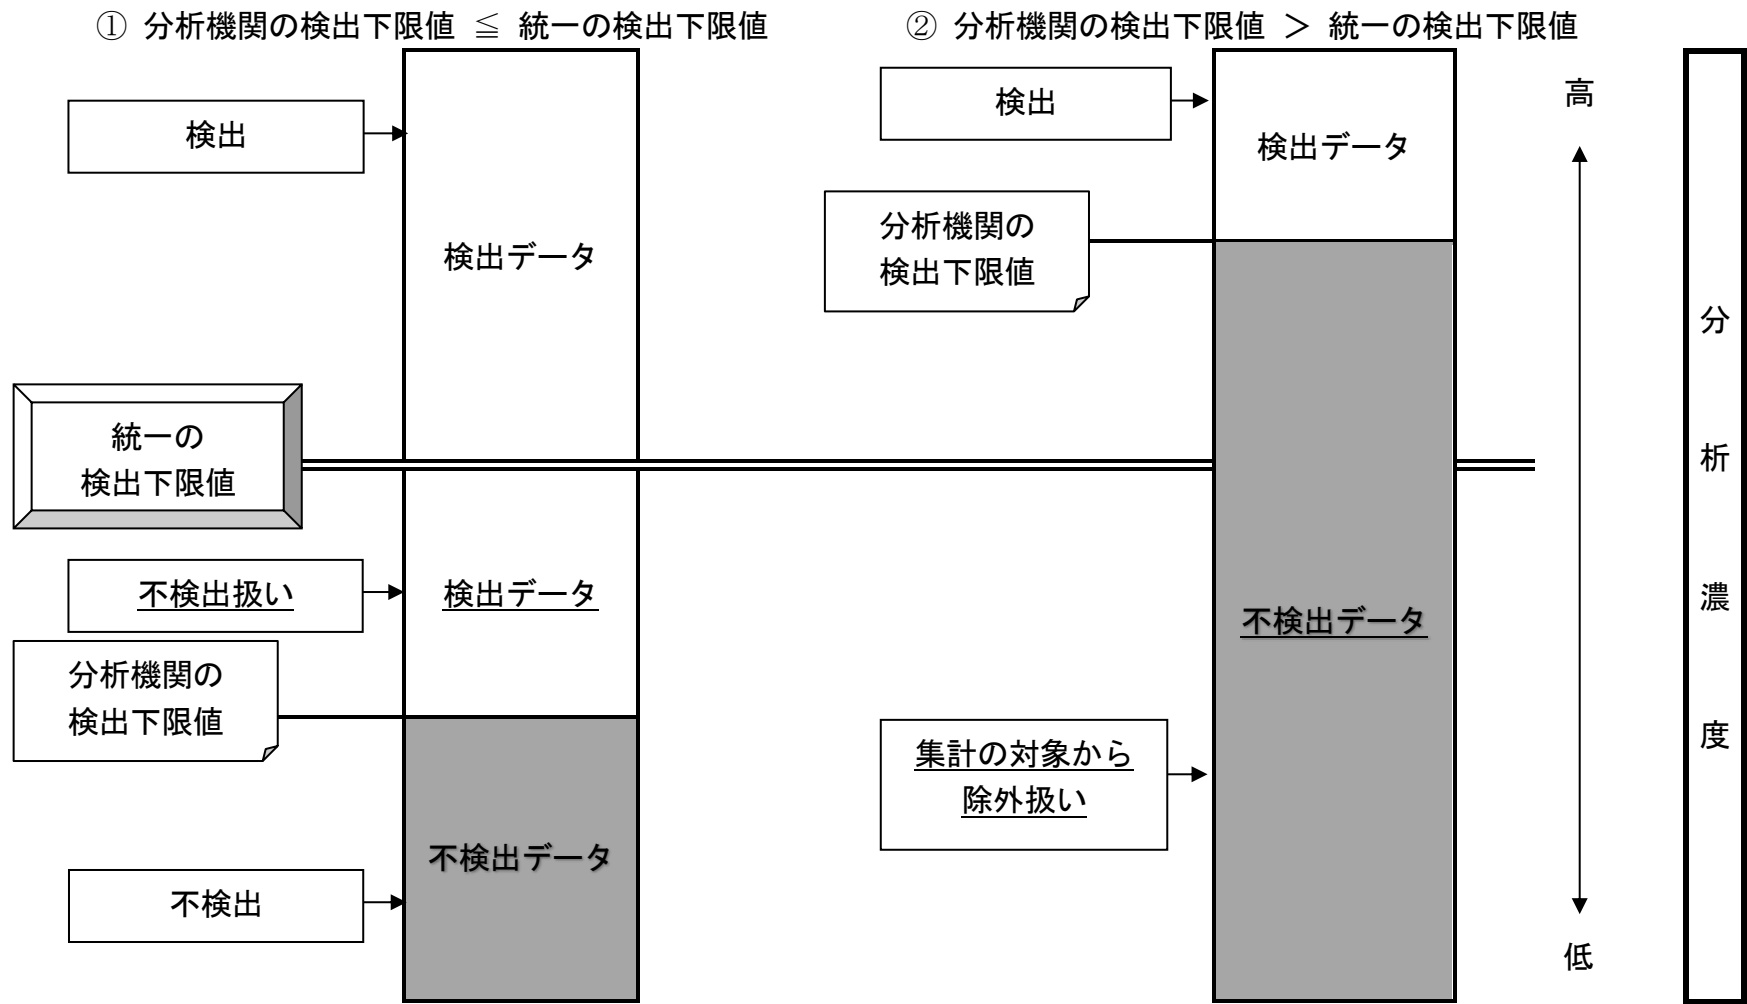 ① 分析機関の検出下限値 ≦ 統一の検出下限値
検出
検出データ
統一の
検出下限値
不検出扱い
検出データ
分析機関の
検出下限値
不検出データ
不検出
② 分析機関の検出下限値 > 統一の検出下限値
検出
検出データ
分析機関の
検出下限値
不検出データ
集計の対象から
除外扱い
高
低
分析濃度